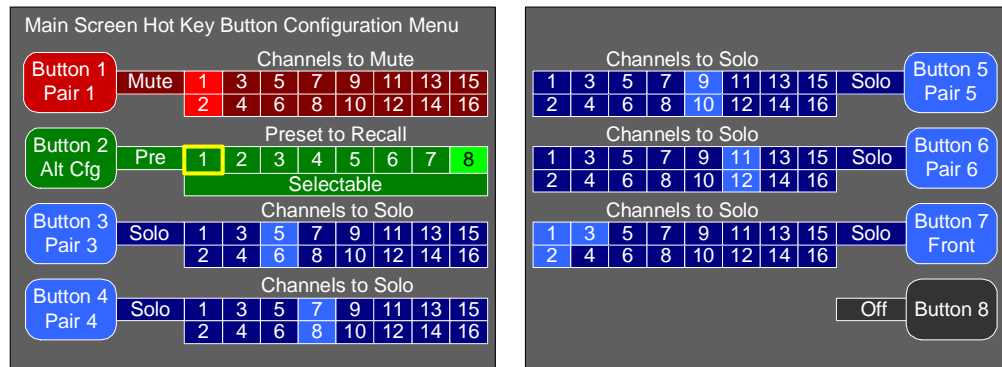 Main Screen Hot Key Button Configuration Menu
Channels to Mute
Button 1
Pair 1
Mute 1 3 5 7 9 11 13 15
2 4 6 8 10 12 14 16
Preset to Recall
Button 2
Alt Cfg
Pre 1 2 3 4 5 6 7 8
Selectable
Channels to Solo
Button 3
Pair 3
Solo 1 3 5 7 9 11 13 15
2 4 6 8 10 12 14 16
Channels to Solo
Button 4
Pair 4
Solo 1 3 5 7 9 11 13 15
2 4 6 8 10 12 14 16
Channels to Solo
1 3 5 7 9 11 13 15 Solo
2 4 6 8 10 12 14 16
Button 5
Pair 5
Channels to Solo
1 3 5 7 9 11 13 15 Solo
2 4 6 8 10 12 14 16
Button 6
Pair 6
Channels to Solo
1 3 5 7 9 11 13 15 Solo
2 4 6 8 10 12 14 16
Button 7
Front
Off Button 8